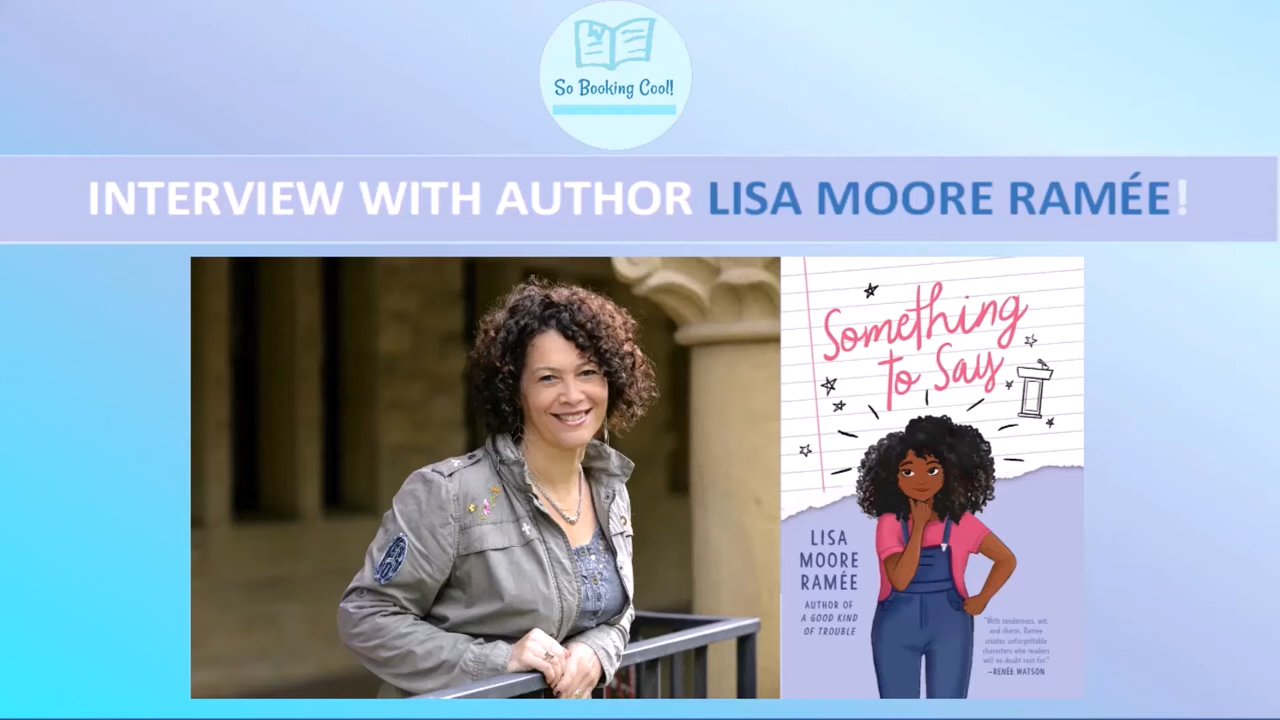 So Booking Cool!
INTERVIEW WITH AUTHOR LISA MOORE RAMÉE!
Something
to Say
LISA
MOORE
RAMÉE
AUTHOR OF
A GOOD KIND
OF TROUBLE
"With tenderness, wit,
and charm, Ramée
creates unforgettable
characters who readers
will no doubt root for."
—RENÉE WATSON